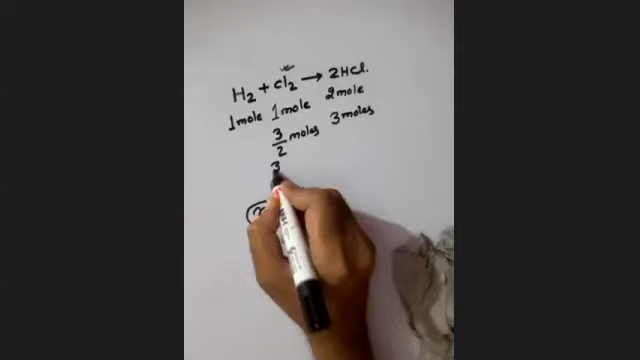 H₂ + Cl₂ → 2HCl.
1mole 1mole 2mole
3/2 moles 3moles
3